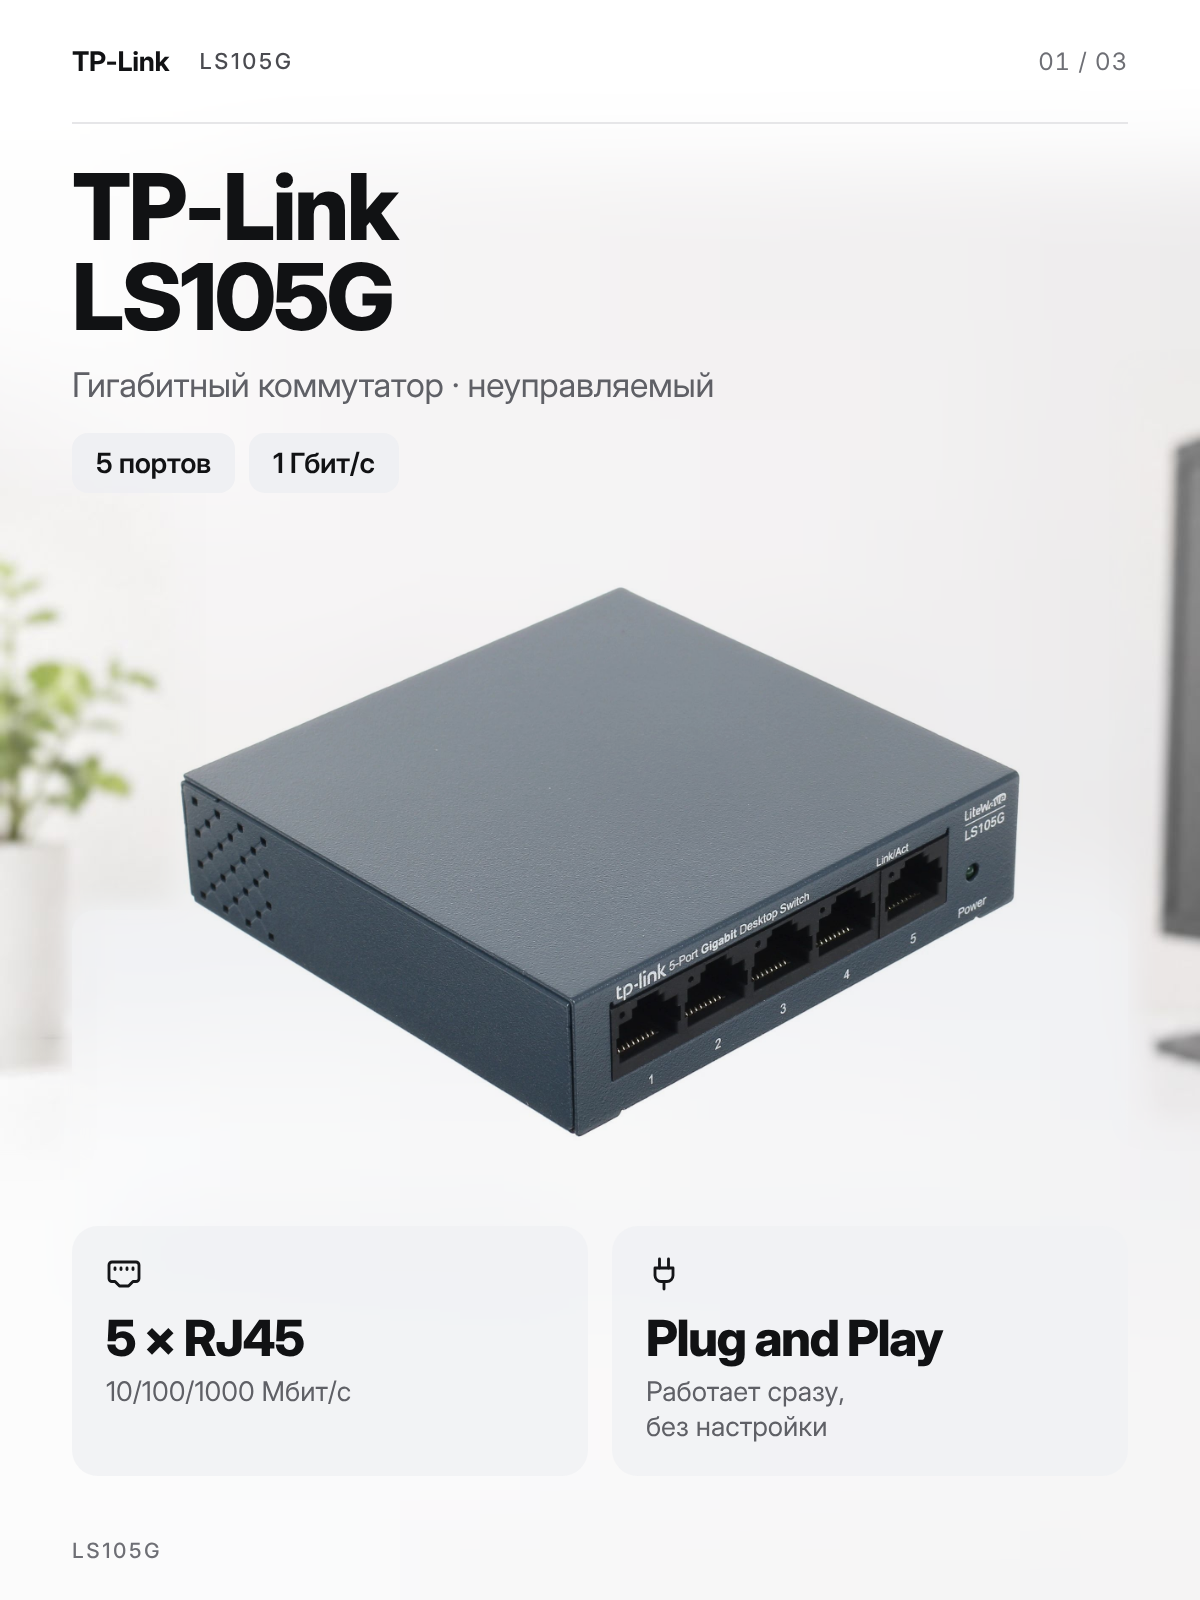 TP-Link LS105G 01 / 03
TP-Link
LS105G
Гигабитный коммутатор · неуправляемый
5 портов 1 Гбит/с
LiteWave
LS105G
Link/Act
Power
tp-link 5-Port Gigabit Desktop Switch
1 2 3 4 5
5 × RJ45
10/100/1000 Мбит/с
Plug and Play
Работает сразу,
без настройки
LS105G